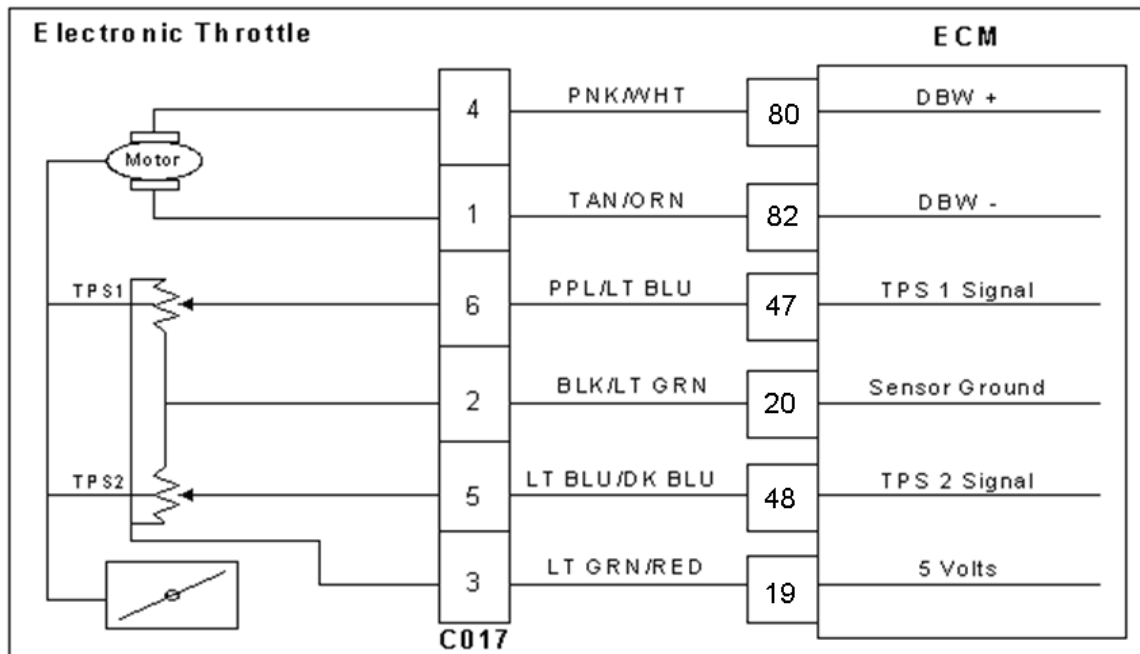 Electronic Throttle
ECM
4 PNK/WHT 80 DBW +
Motor
1 TAN/ORN 82 DBW -
TPS1 6 PPL/LT BLU 47 TPS 1 Signal
2 BLK/LT GRN 20 Sensor Ground
TPS2 5 LT BLU/DK BLU 48 TPS 2 Signal
3 LT GRN/RED 19 5 Volts
C017